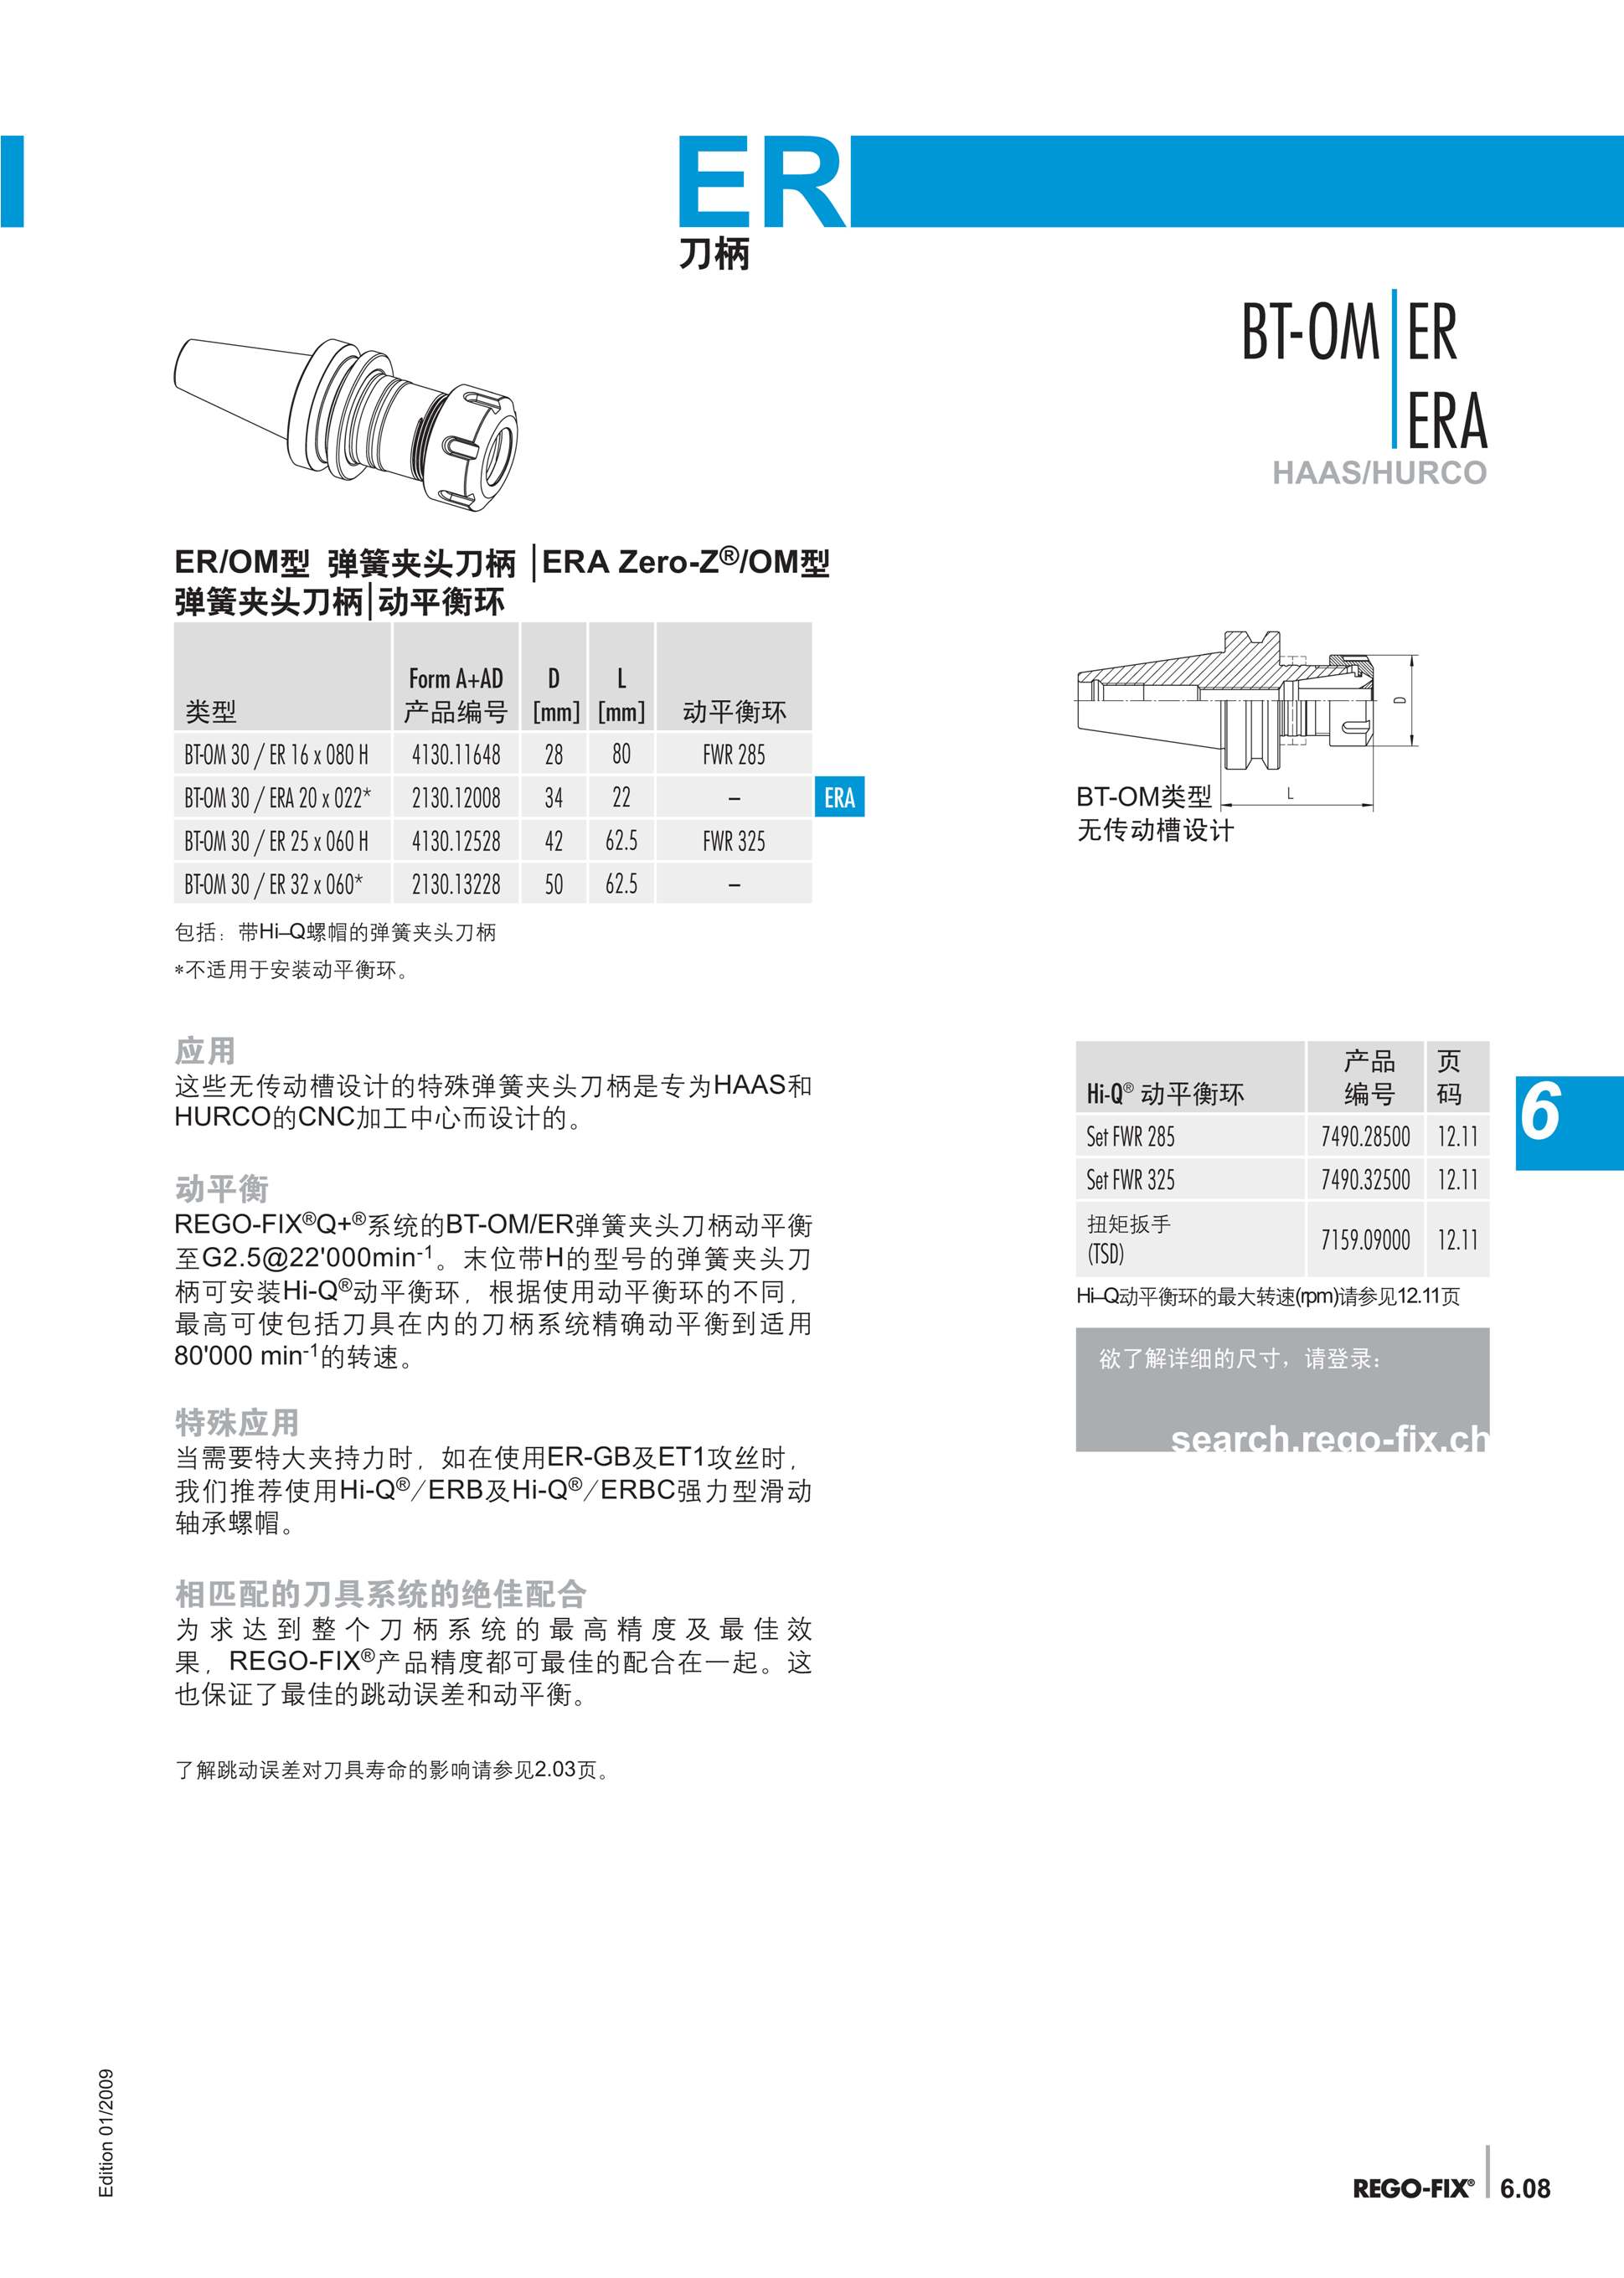 ER
刀柄
BT-OM ER
ERA
HAAS/HURCO
ER/OM型 弹簧夹头刀柄 |ERA Zero-Z®/OM型
弹簧夹头刀柄|动平衡环
类型 Form A+AD 产品编号 D [mm] L [mm] 动平衡环
BT-OM 30 / ER 16 x 080 H 4130.11648 28 80 FWR 285
BT-OM 30 / ERA 20 x 022* 2130.12008 34 22 – ERA
BT-OM 30 / ER 25 x 060 H 4130.12528 42 62.5 FWR 325
BT-OM 30 / ER 32 x 060* 2130.13228 50 62.5 –
包括：带Hi–Q螺帽的弹簧夹头刀柄
*不适用于安装动平衡环。
D
L
BT-OM类型
无传动槽设计
应用
这些无传动槽设计的特殊弹簧夹头刀柄是专为HAAS和
HURCO的CNC加工中心而设计的。
动平衡
REGO-FIX®Q+®系统的BT-OM/ER弹簧夹头刀柄动平衡
至G2.5@22'000min-1。末位带H的型号的弹簧夹头刀
柄可安装Hi-Q®动平衡环，根据使用动平衡环的不同，
最高可使包括刀具在内的刀柄系统精确动平衡到适用
80'000 min-1的转速。
特殊应用
当需要特大夹持力时，如在使用ER-GB及ET1攻丝时，
我们推荐使用Hi-Q®/ERB及Hi-Q®/ERBC强力型滑动
轴承螺帽。
相匹配的刀具系统的绝佳配合
为求达到整个刀柄系统的最高精度及最佳效
果，REGO-FIX®产品精度都可最佳的配合在一起。这
也保证了最佳的跳动误差和动平衡。
了解跳动误差对刀具寿命的影响请参见2.03页。
Hi-Q® 动平衡环 产品编号 页码
Set FWR 285 7490.28500 12.11
Set FWR 325 7490.32500 12.11
扭矩扳手
(TSD) 7159.09000 12.11
Hi–Q动平衡环的最大转速(rpm)请参见12.11页
欲了解详细的尺寸，请登录：
search.rego-fix.ch
6
Edition 01/2009
REGO-FIX® 6.08